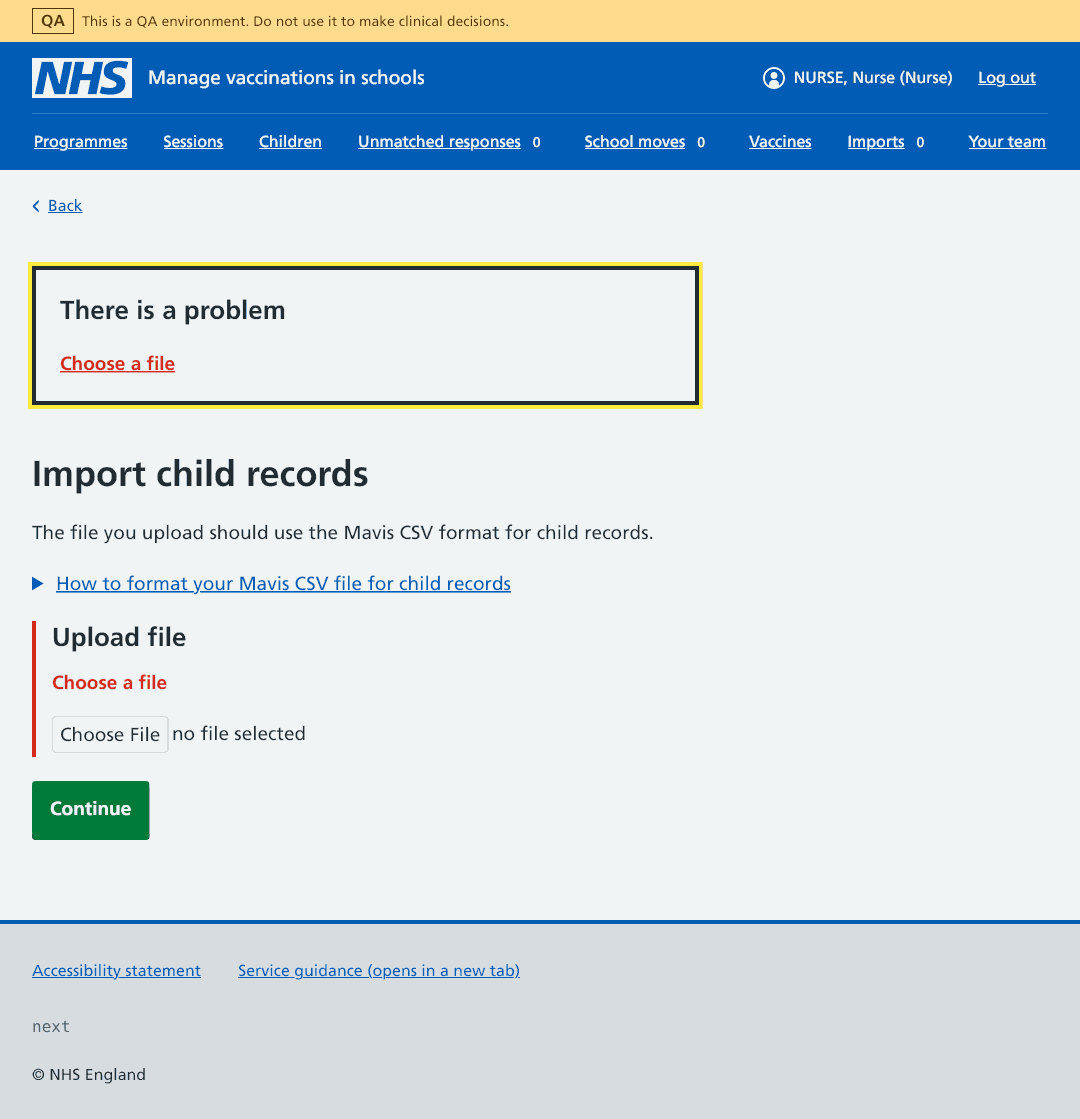 QA This is a QA environment. Do not use it to make clinical decisions.
NHS Manage vaccinations in schools NURSE, Nurse (Nurse) Log out
Programmes Sessions Children Unmatched responses 0 School moves 0 Vaccines Imports 0 Your team
Back
There is a problem
Choose a file
Import child records
The file you upload should use the Mavis CSV format for child records.
How to format your Mavis CSV file for child records
Upload file
Choose a file
Choose File no file selected
Continue
Accessibility statement Service guidance (opens in a new tab)
next
© NHS England